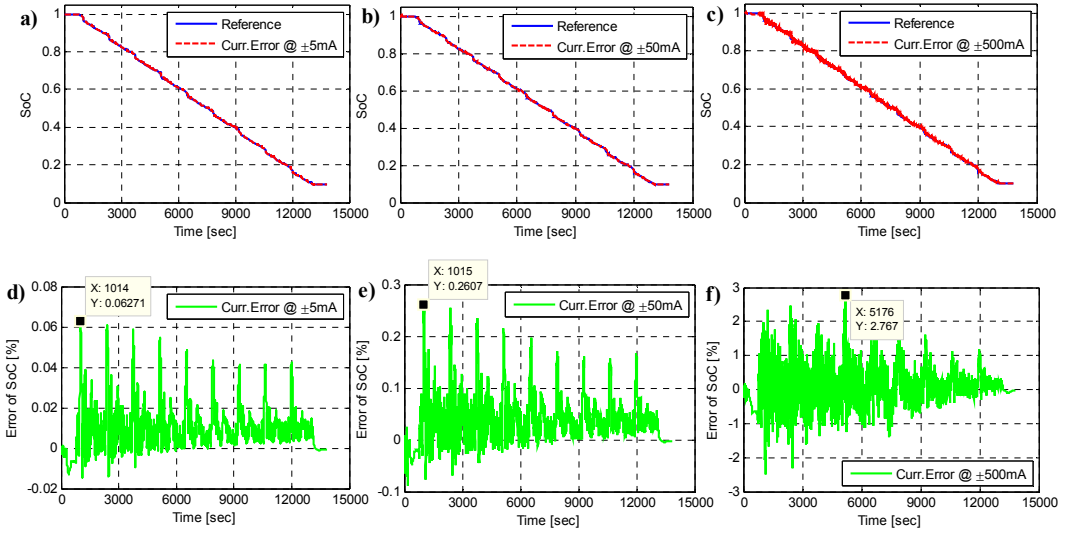 a)
Reference
Curr.Error @ ±5mA
SoC
1
0.8
0.6
0.4
0.2
0
0 3000 6000 9000 12000 15000
Time [sec]
b)
Reference
Curr.Error @ ±50mA
SoC
1
0.8
0.6
0.4
0.2
0
0 3000 6000 9000 12000 15000
Time [sec]
c)
Reference
Curr.Error @ ±500mA
SoC
1
0.8
0.6
0.4
0.2
0
0 3000 6000 9000 12000 15000
Time [sec]
d)
X: 1014
Y: 0.06271
Curr.Error @ ±5mA
Error of SoC [%]
0.08
0.06
0.04
0.02
0
-0.02
0 3000 6000 9000 12000 15000
Time [sec]
e)
X: 1015
Y: 0.2607
Curr.Error @ ±50mA
Error of SoC [%]
0.3
0.2
0.1
0
-0.1
0 3000 6000 9000 12000 15000
Time [sec]
f)
X: 5176
Y: 2.767
Curr.Error @ ±500mA
Error of SoC [%]
3
2
1
0
-1
-2
-3
0 3000 6000 9000 12000 15000
Time [sec]